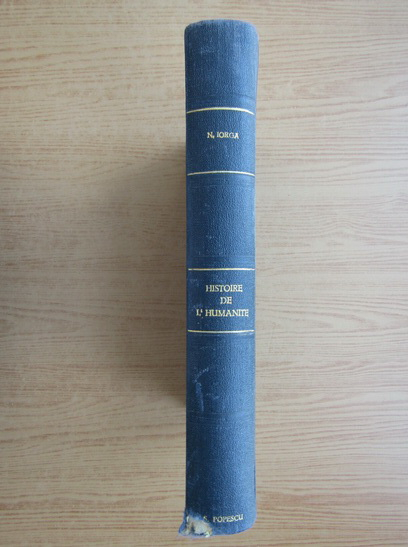 N. IORGA
HISTOIRE
DE
L' HUMANITE
POPESCU